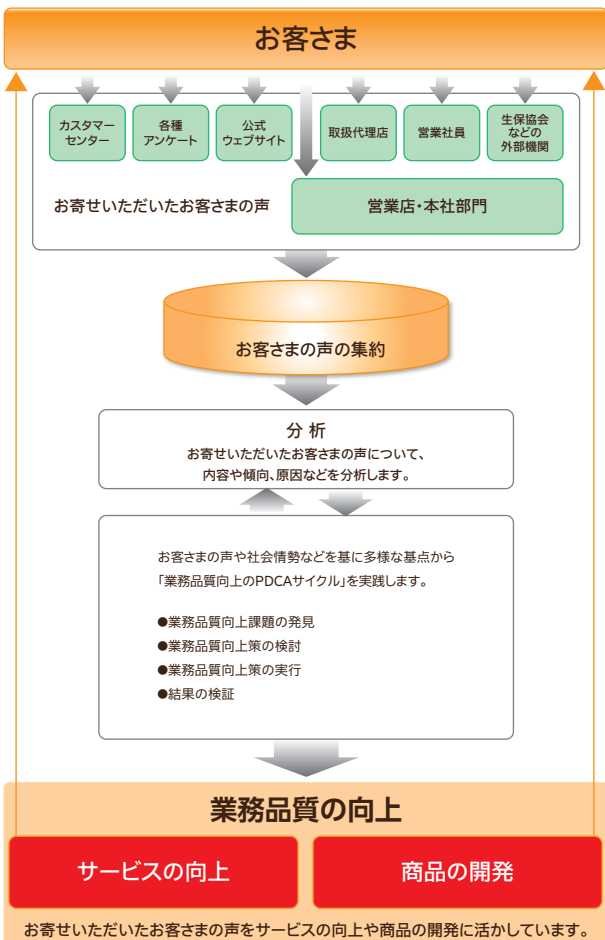 お客さま
カスタマー
センター
各種
アンケート
公式
ウェブサイト
取扱代理店
営業社員
生保協会
などの
外部機関
お寄せいただいたお客さまの声
営業店・本社部門
お客さまの声の集約
分 析
お寄せいただいたお客さまの声について、
内容や傾向、原因などを分析します。
お客さまの声や社会情勢などを基に多様な基点から
「業務品質向上のPDCAサイクル」を実践します。
●業務品質向上課題の発見
●業務品質向上策の検討
●業務品質向上策の実行
●結果の検証
業務品質の向上
サービスの向上
商品の開発
お寄せいただいたお客さまの声をサービスの向上や商品の開発に活かしています。